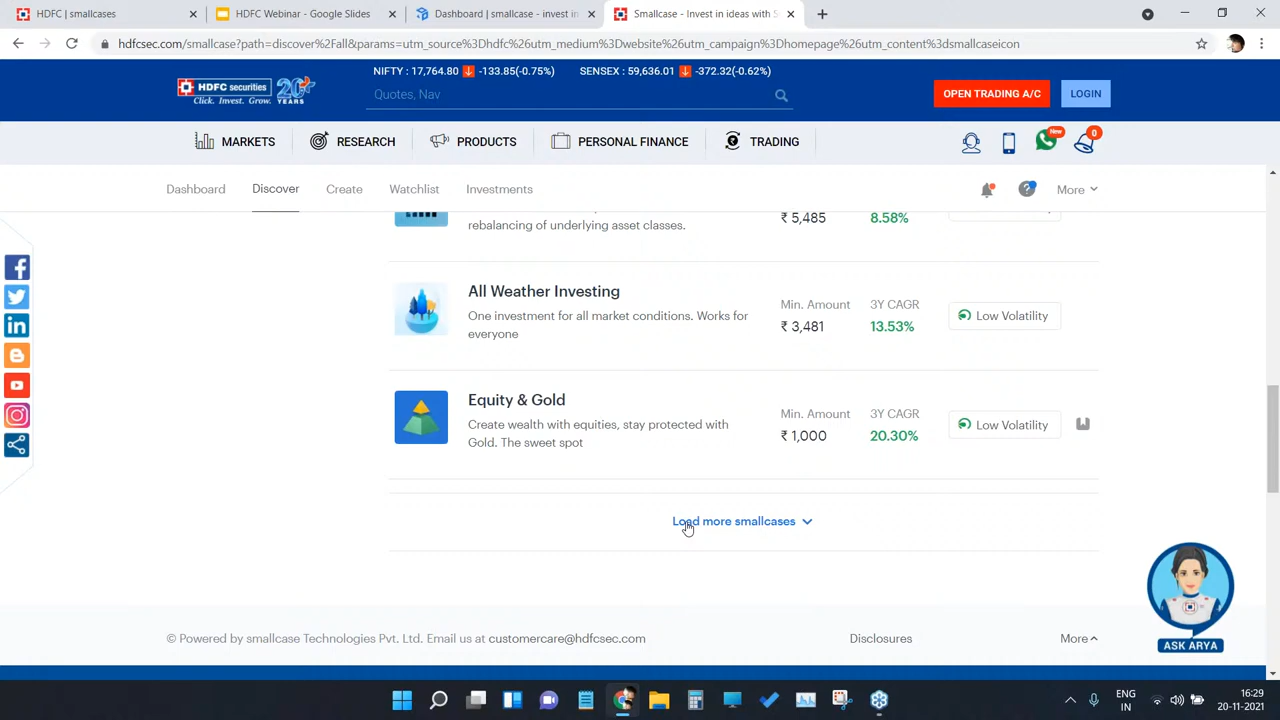 HDFC | smallcases
HDFC Webinar - Google Slides
Dashboard | smallcase - invest in
Smallcase - Invest in ideas with S
hdfcsec.com/smallcase?path=discover%2Fall&params=utm_source%3Dhdfc%26utm_medium%3Dwebsite%26utm_campaign%3Dhomepage%26utm_content%3dsmallcaseicon
HDFC securities
Click. Invest. Grow.
20 YEARS
NIFTY : 17,764.80 -133.85(-0.75%)
SENSEX : 59,636.01 -372.32(-0.62%)
Quotes, Nav
OPEN TRADING A/C
LOGIN
MARKETS
RESEARCH
PRODUCTS
PERSONAL FINANCE
TRADING
New
0
Dashboard
Discover
Create
Watchlist
Investments
More
rebalancing of underlying asset classes.
₹ 5,485
8.58%
All Weather Investing
One investment for all market conditions. Works for
everyone
Min. Amount
₹ 3,481
3Y CAGR
13.53%
Low Volatility
Equity & Gold
Create wealth with equities, stay protected with
Gold. The sweet spot
Min. Amount
₹ 1,000
3Y CAGR
20.30%
Low Volatility
Load more smallcases
ASK ARYA
© Powered by smallcase Technologies Pvt. Ltd. Email us at customercare@hdfcsec.com
Disclosures
More
ENG
IN
16:29
20-11-2021